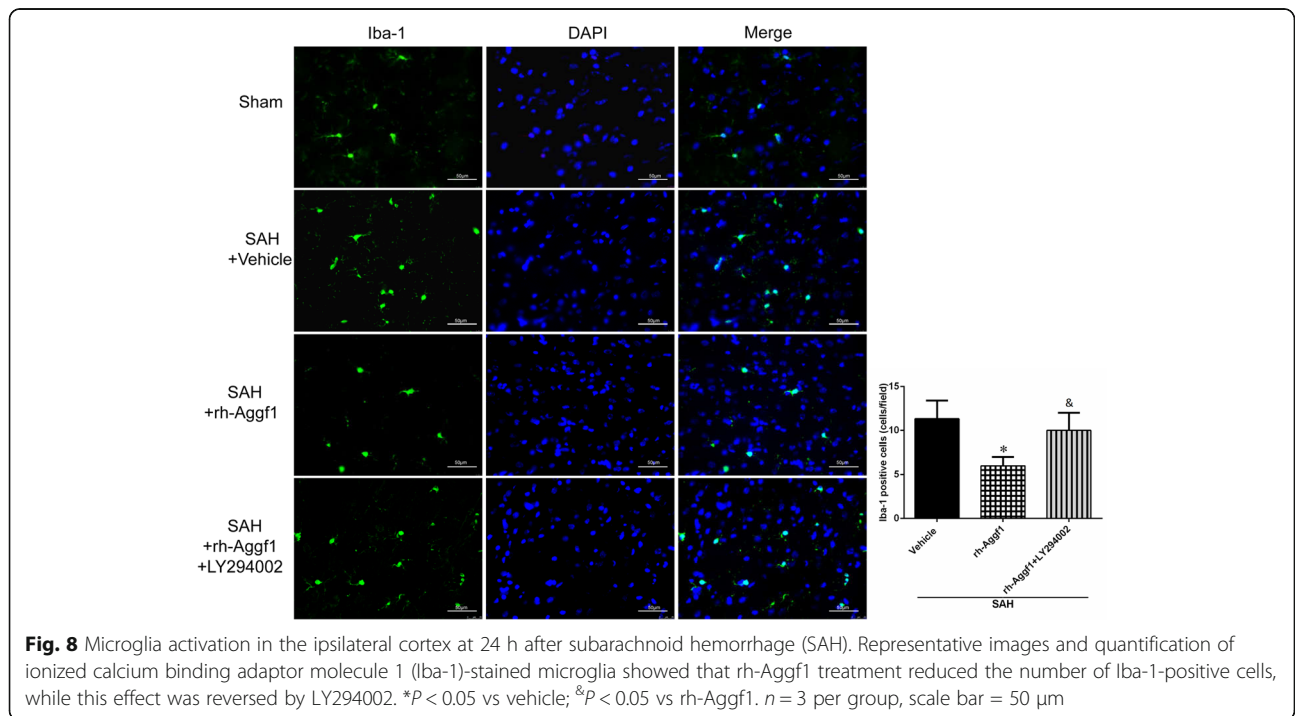 Iba-1 DAPI Merge
Sham
50µm 50µm 50µm
SAH
+Vehicle
50µm 50µm 50µm
SAH
+rh-Aggf1
50µm 50µm 50µm
SAH
+rh-Aggf1
+LY294002
50µm 50µm 50µm
Iba-1 positive cells (cells/field)
15
10
5
0
*
&
Vehicle
rh-Aggf1
rh-Aggf1+LY294002
SAH
Fig. 8 Microglia activation in the ipsilateral cortex at 24 h after subarachnoid hemorrhage (SAH). Representative images and quantification of
ionized calcium binding adaptor molecule 1 (Iba-1)-stained microglia showed that rh-Aggf1 treatment reduced the number of Iba-1-positive cells,
while this effect was reversed by LY294002. *P < 0.05 vs vehicle; &P < 0.05 vs rh-Aggf1. n = 3 per group, scale bar = 50 μm